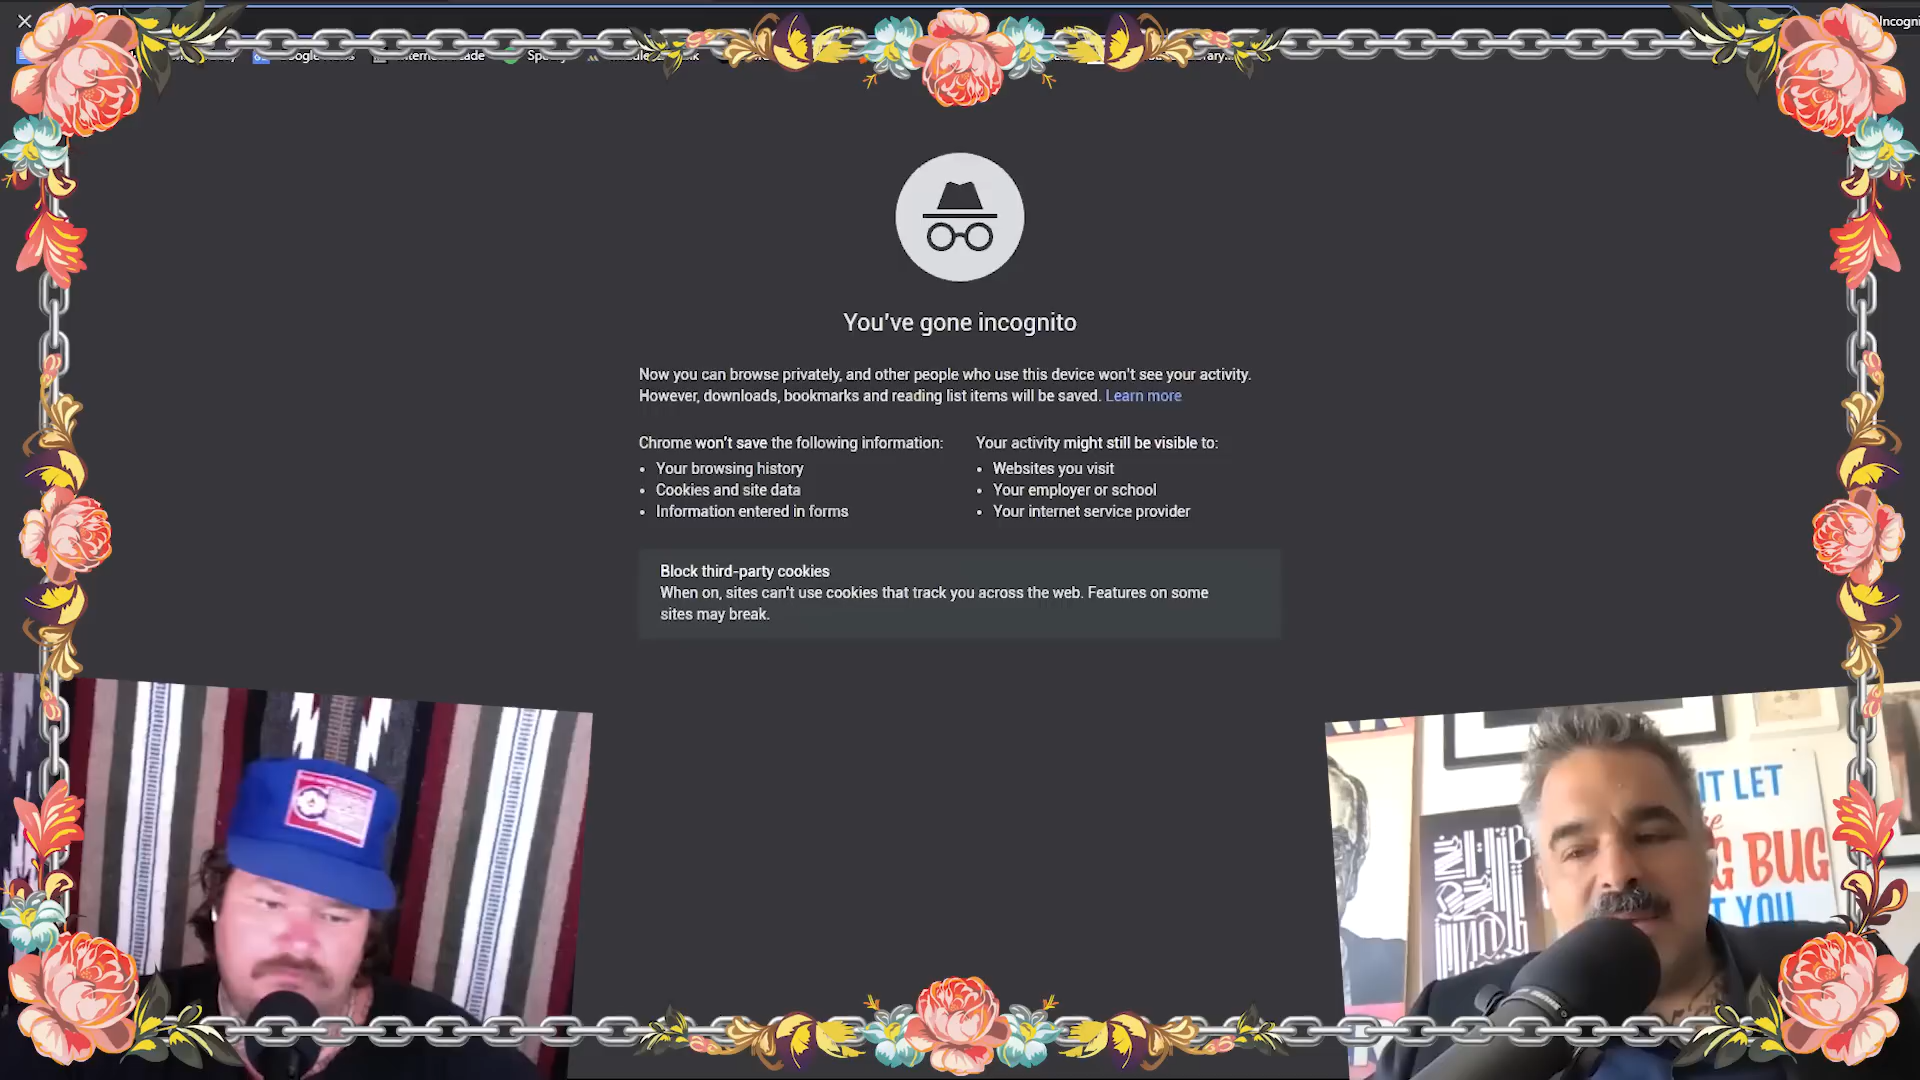 Incogni
You've gone incognito
Now you can browse privately, and other people who use this device won't see your activity.
However, downloads, bookmarks and reading list items will be saved. Learn more
Chrome won't save the following information:
• Your browsing history
• Cookies and site data
• Information entered in forms
Your activity might still be visible to:
• Websites you visit
• Your employer or school
• Your internet service provider
Block third-party cookies
When on, sites can't use cookies that track you across the web. Features on some
sites may break.
LET
BUG
YOU